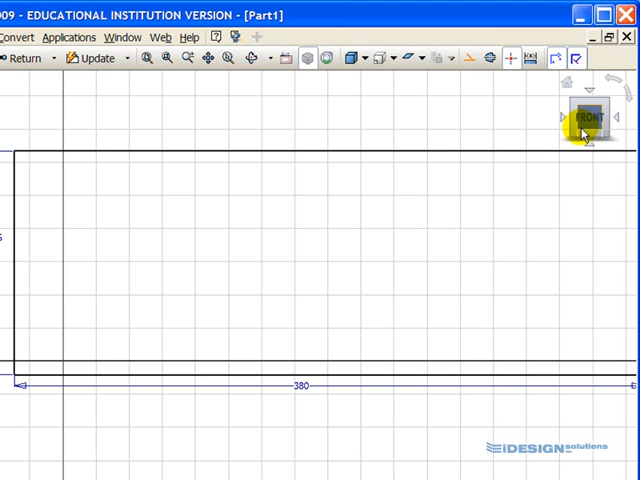 009 - EDUCATIONAL INSTITUTION VERSION - [Part1]
Convert Applications Window Web Help
Return Update
FRONT
380
iDESIGN solutions